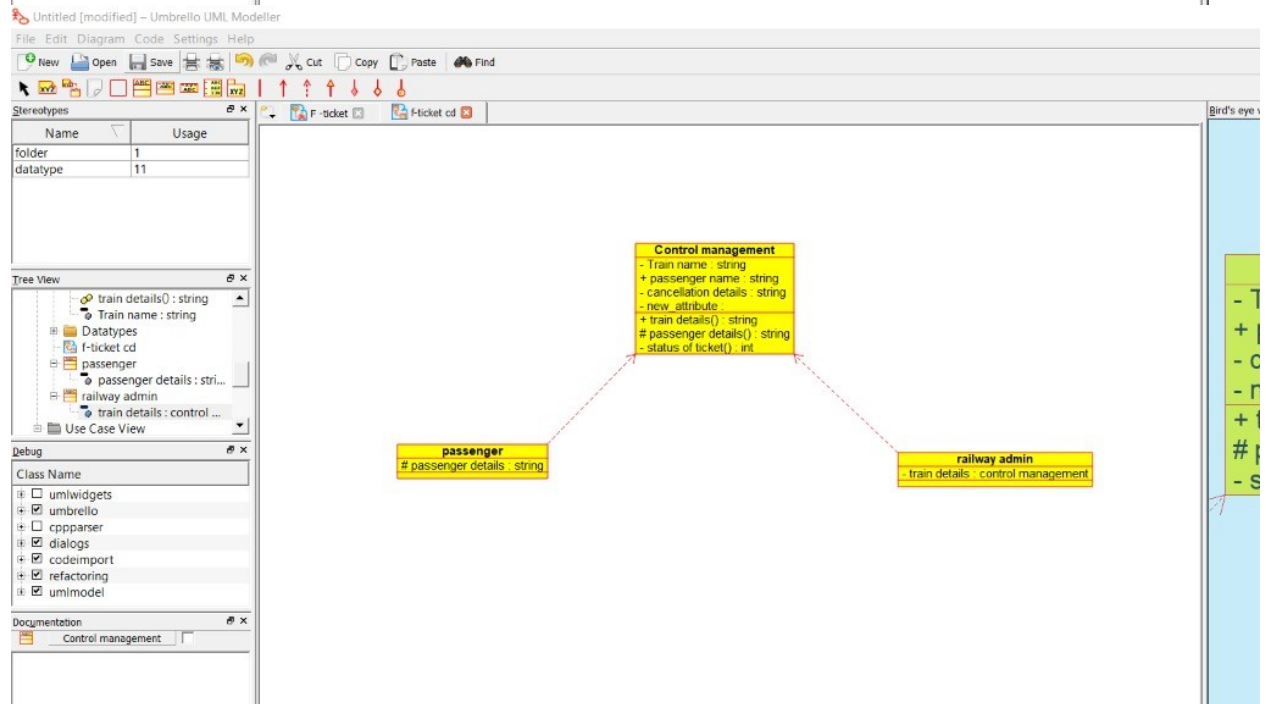 Untitled [modified] – Umbrello UML Modeller
File Edit Diagram Code Settings Help
New Open Save Cut Copy Paste Find
Stereotypes
Name Usage
folder 1
datatype 11
Tree View
train details() : string
Train name : string
Datatypes
f-ticket cd
passenger
passenger details : stri...
railway admin
train details : control ...
Use Case View
Debug
Class Name
umlwidgets
umbrello
cppparser
dialogs
codeimport
refactoring
umlmodel
Documentation
Control management
F -ticket f-ticket cd
Control management
- Train name : string
+ passenger name : string
- cancellation details : string
- new_attribute :
+ train details() : string
# passenger details() : string
- status of ticket() : int
passenger
# passenger details : string
railway admin
- train details : control management
Bird's eye
- T
+ p
- c
- n
+ t
# p
- s